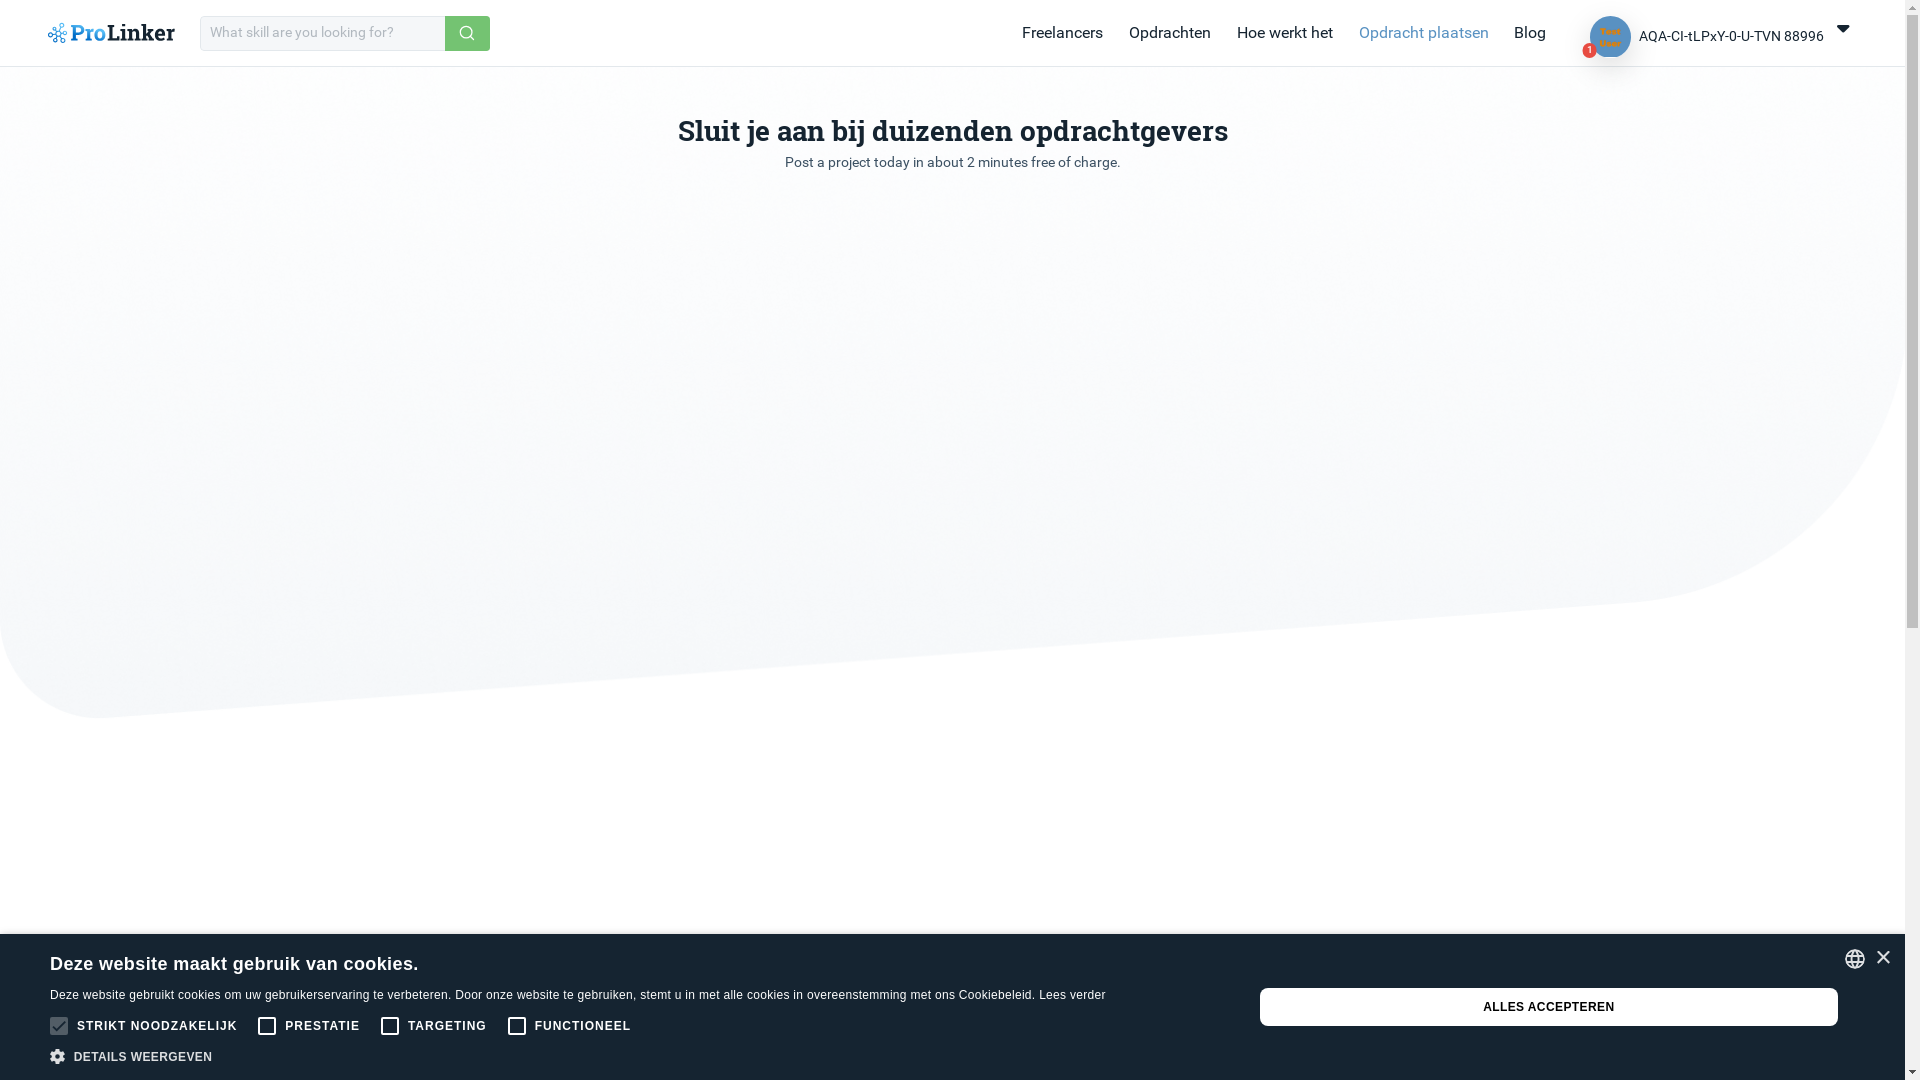 ProLinker
What skill are you looking for?
Freelancers
Opdrachten
Hoe werkt het
Opdracht plaatsen
Blog
Test
User
1
AQA-CI-tLPxY-0-U-TVN 88996
Sluit je aan bij duizenden opdrachtgevers
Post a project today in about 2 minutes free of charge.
Deze website maakt gebruik van cookies.
Deze website gebruikt cookies om uw gebruikerservaring te verbeteren. Door onze website te gebruiken, stemt u in met alle cookies in overeenstemming met ons Cookiebeleid. Lees verder
STRIKT NOODZAKELIJK
PRESTATIE
TARGETING
FUNCTIONEEL
DETAILS WEERGEVEN
ALLES ACCEPTEREN
×